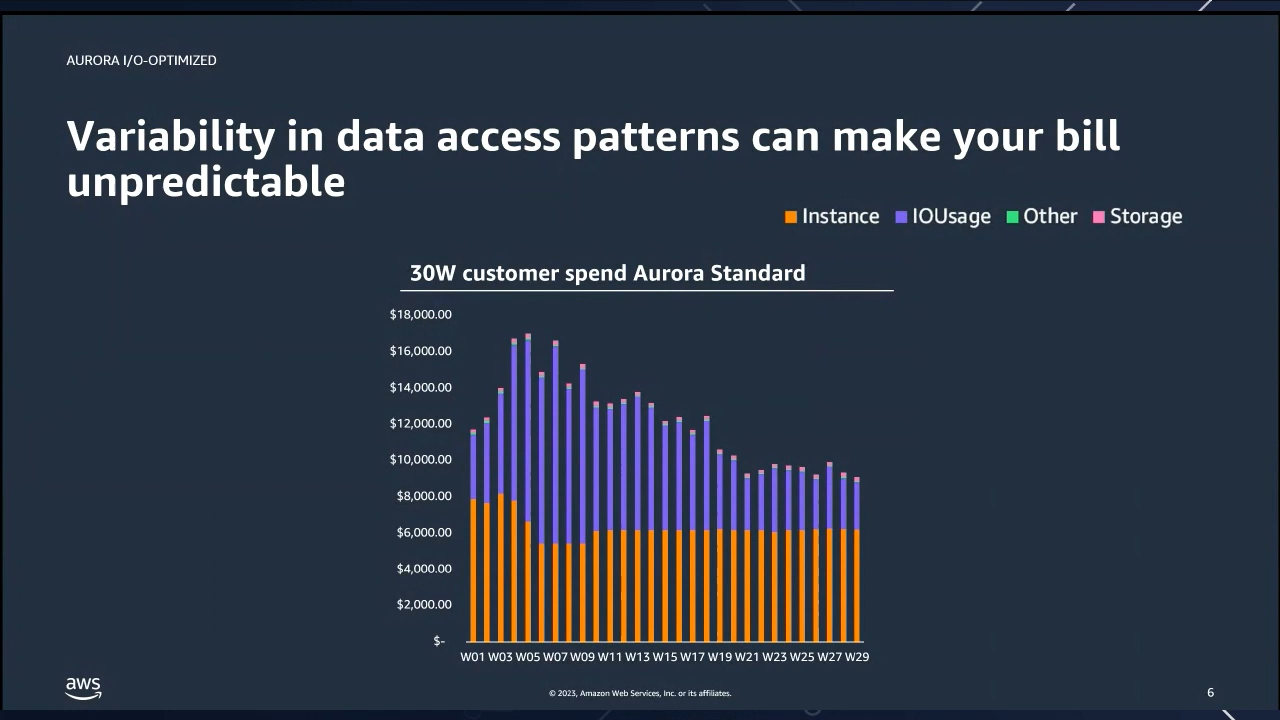 AURORA I/O-OPTIMIZED
Variability in data access patterns can make your bill
unpredictable
Instance IOUsage Other Storage
30W customer spend Aurora Standard
$18,000.00
$16,000.00
$14,000.00
$12,000.00
$10,000.00
$8,000.00
$6,000.00
$4,000.00
$2,000.00
$-
W01 W03 W05 W07 W09 W11 W13 W15 W17 W19 W21 W23 W25 W27 W29
aws
© 2023, Amazon Web Services, Inc. or its affiliates.
6